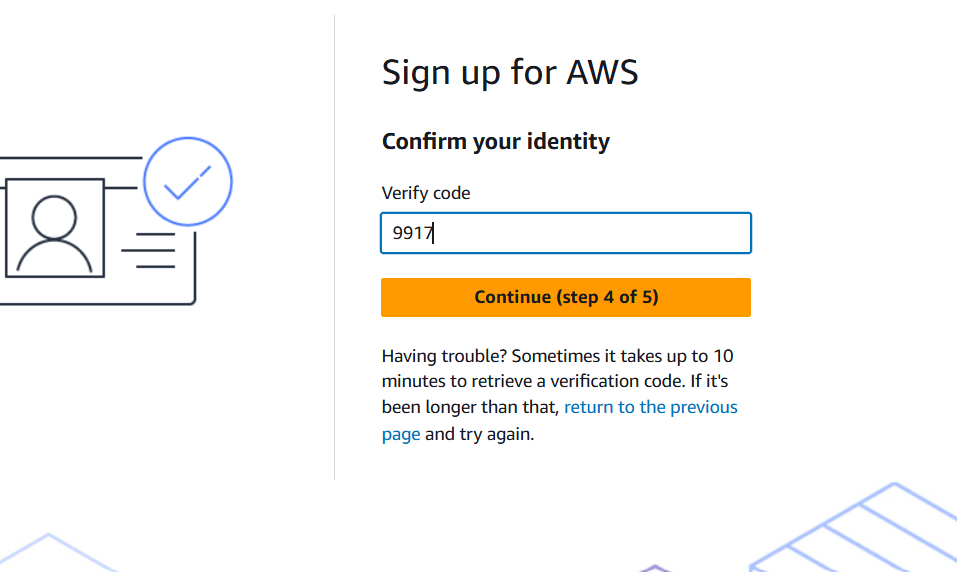 Sign up for AWS
Confirm your identity
Verify code
9917
Continue (step 4 of 5)
Having trouble? Sometimes it takes up to 10
minutes to retrieve a verification code. If it's
been longer than that, return to the previous
page and try again.